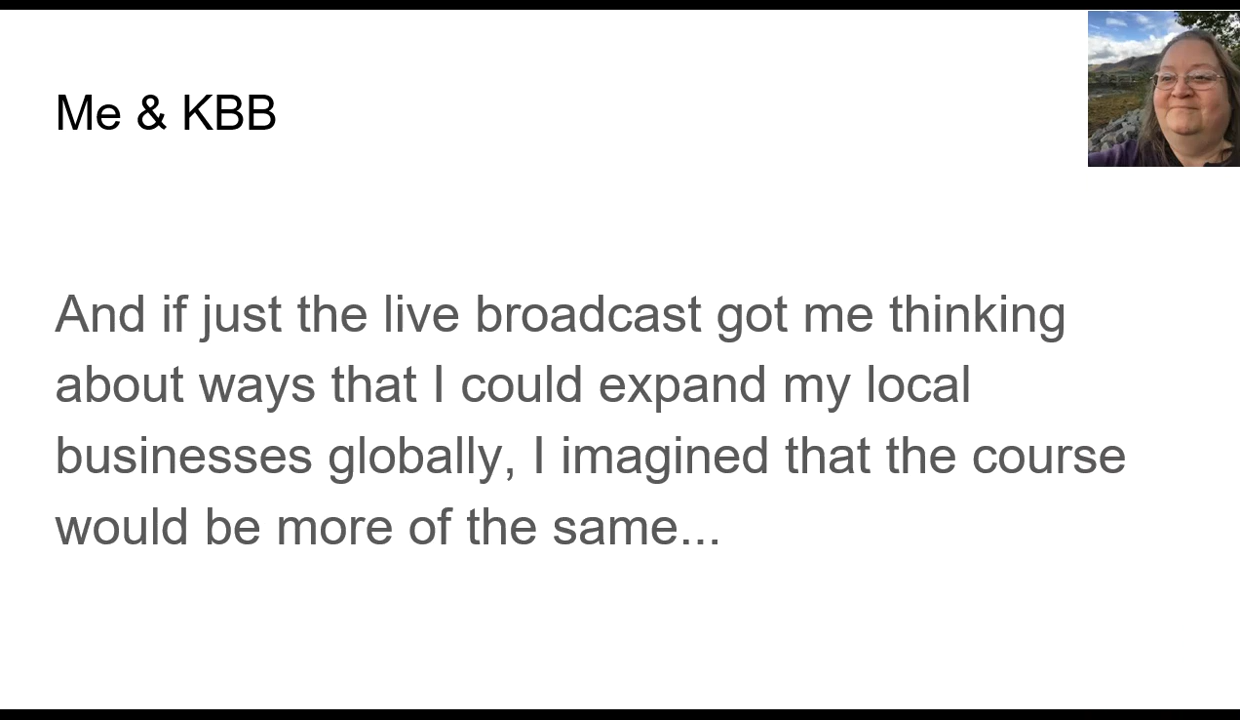 Me & KBB
And if just the live broadcast got me thinking
about ways that I could expand my local
businesses globally, I imagined that the course
would be more of the same...